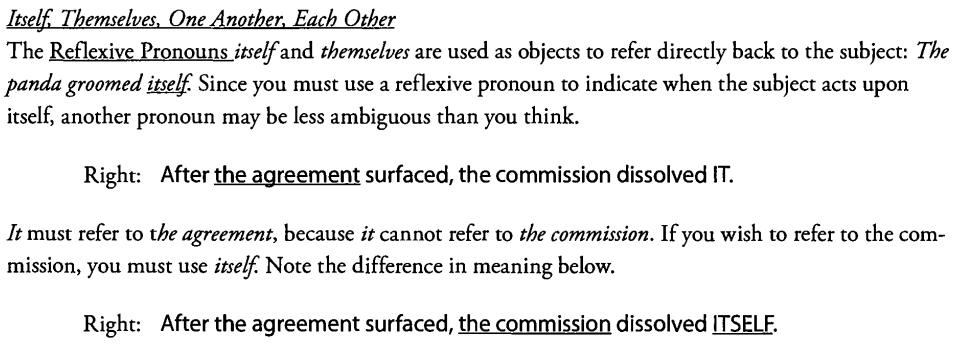 Itself, Themselves, One Another, Each Other
The Reflexive Pronouns itself and themselves are used as objects to refer directly back to the subject: The
panda groomed itself. Since you must use a reflexive pronoun to indicate when the subject acts upon
itself, another pronoun may be less ambiguous than you think.
Right: After the agreement surfaced, the commission dissolved IT.
It must refer to the agreement, because it cannot refer to the commission. If you wish to refer to the com-
mission, you must use itself. Note the difference in meaning below.
Right: After the agreement surfaced, the commission dissolved ITSELF.